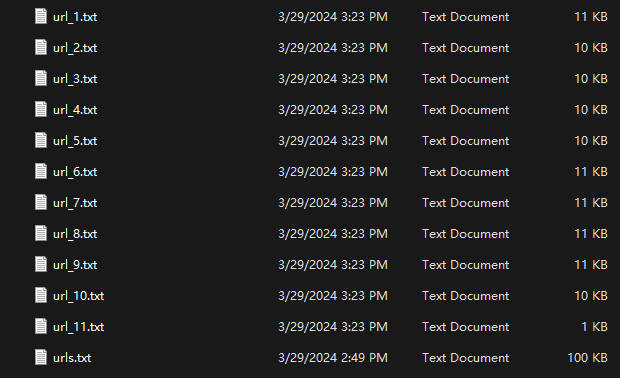 url_1.txt 3/29/2024 3:23 PM Text Document 11 KB
url_2.txt 3/29/2024 3:23 PM Text Document 10 KB
url_3.txt 3/29/2024 3:23 PM Text Document 10 KB
url_4.txt 3/29/2024 3:23 PM Text Document 10 KB
url_5.txt 3/29/2024 3:23 PM Text Document 10 KB
url_6.txt 3/29/2024 3:23 PM Text Document 11 KB
url_7.txt 3/29/2024 3:23 PM Text Document 11 KB
url_8.txt 3/29/2024 3:23 PM Text Document 11 KB
url_9.txt 3/29/2024 3:23 PM Text Document 11 KB
url_10.txt 3/29/2024 3:23 PM Text Document 10 KB
url_11.txt 3/29/2024 3:23 PM Text Document 1 KB
urls.txt 3/29/2024 2:49 PM Text Document 100 KB